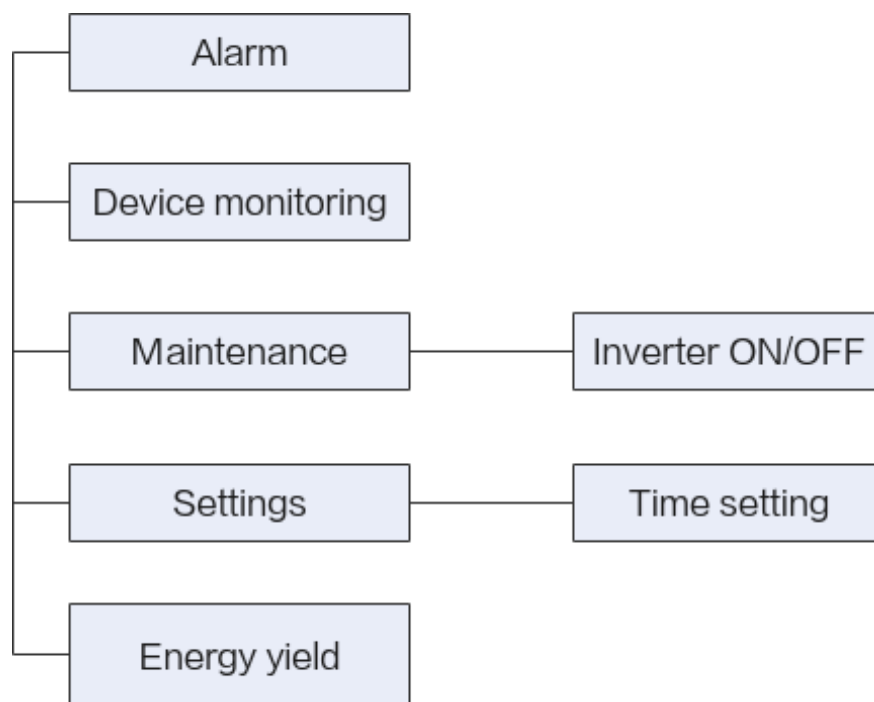 Alarm
Device monitoring
Maintenance
Inverter ON/OFF
Settings
Time setting
Energy yield